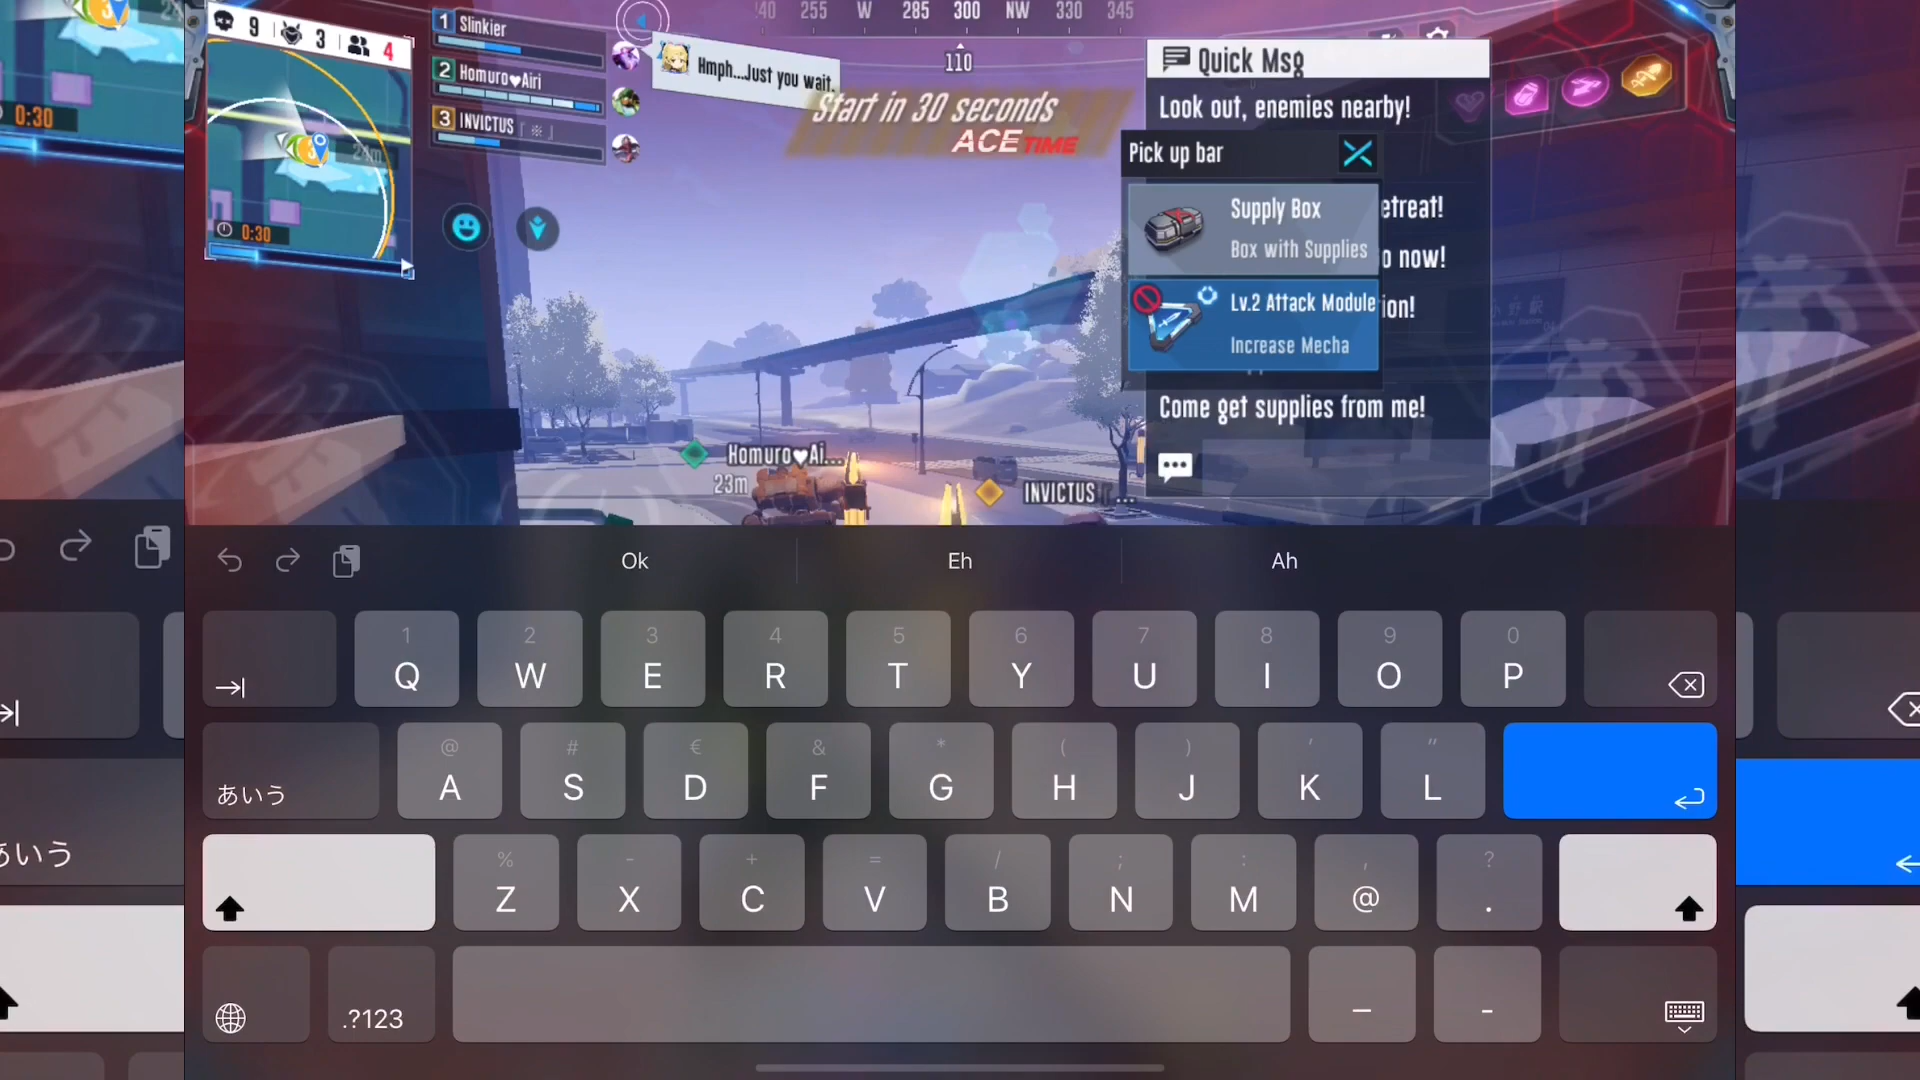 9 3 4
24m
0:30
1 Slinkier
2 Homuro♥Airi
3 INVICTUS
Hmph...Just you wait.
255 W 285 300 NW 330 345
110
Start in 30 seconds
ACE TIME
Quick Msg
Look out, enemies nearby!
Pick up bar
Supply Box
Box with Supplies
etreat!
o now!
Lv.2 Attack Module
ion!
Increase Mecha
Come get supplies from me!
Homuro♥Ai...
23m
INVICTUS
0:30
Ok Eh Ah
1 2 3 4 5 6 7 8 9 0
Q W E R T Y U I O P
@ # € & * ( ) ' "
あいう A S D F G H J K L
% - + = / ; : , ?
Z X C V B N M @ .
.?123 – -
あいう